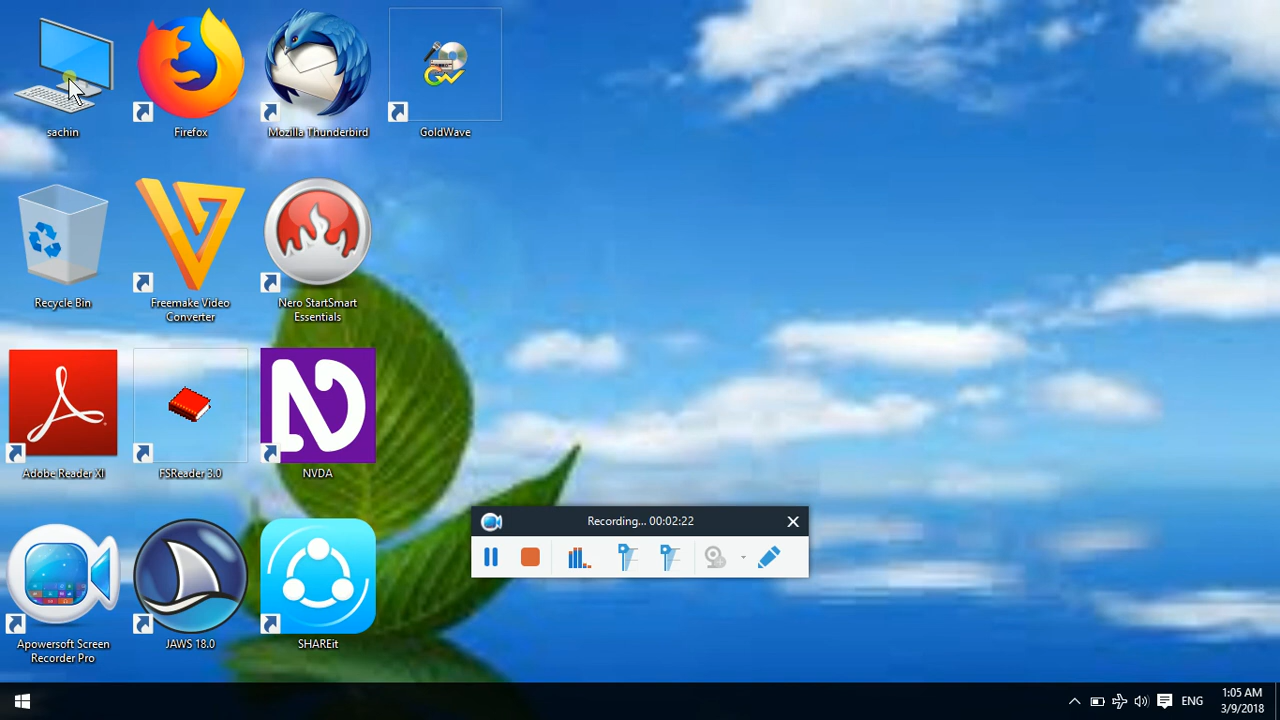 sachin
Firefox
Mozilla Thunderbird
GoldWave
Recycle Bin
Freemake Video
Converter
Nero StartSmart
Essentials
Adobe Reader XI
FSReader 3.0
NVDA
Apowersoft Screen
Recorder Pro
JAWS 18.0
SHAREit
Recording... 00:02:22
ENG
1:05 AM
3/9/2018